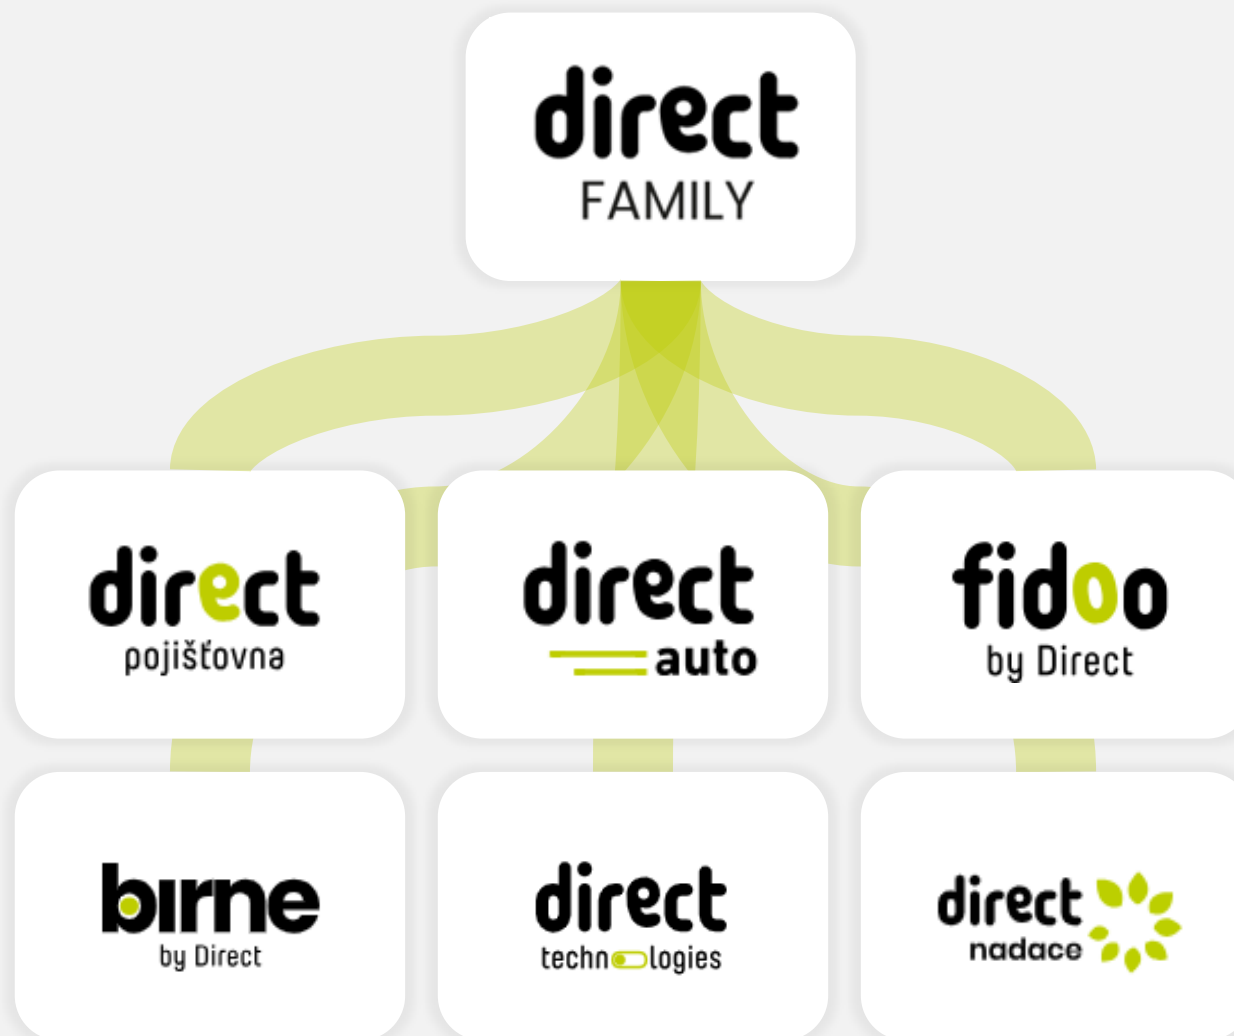 direct
FAMILY
direct
pojišťovna
direct
auto
fidoo
by Direct
birne
by Direct
direct
technologies
direct
nadace